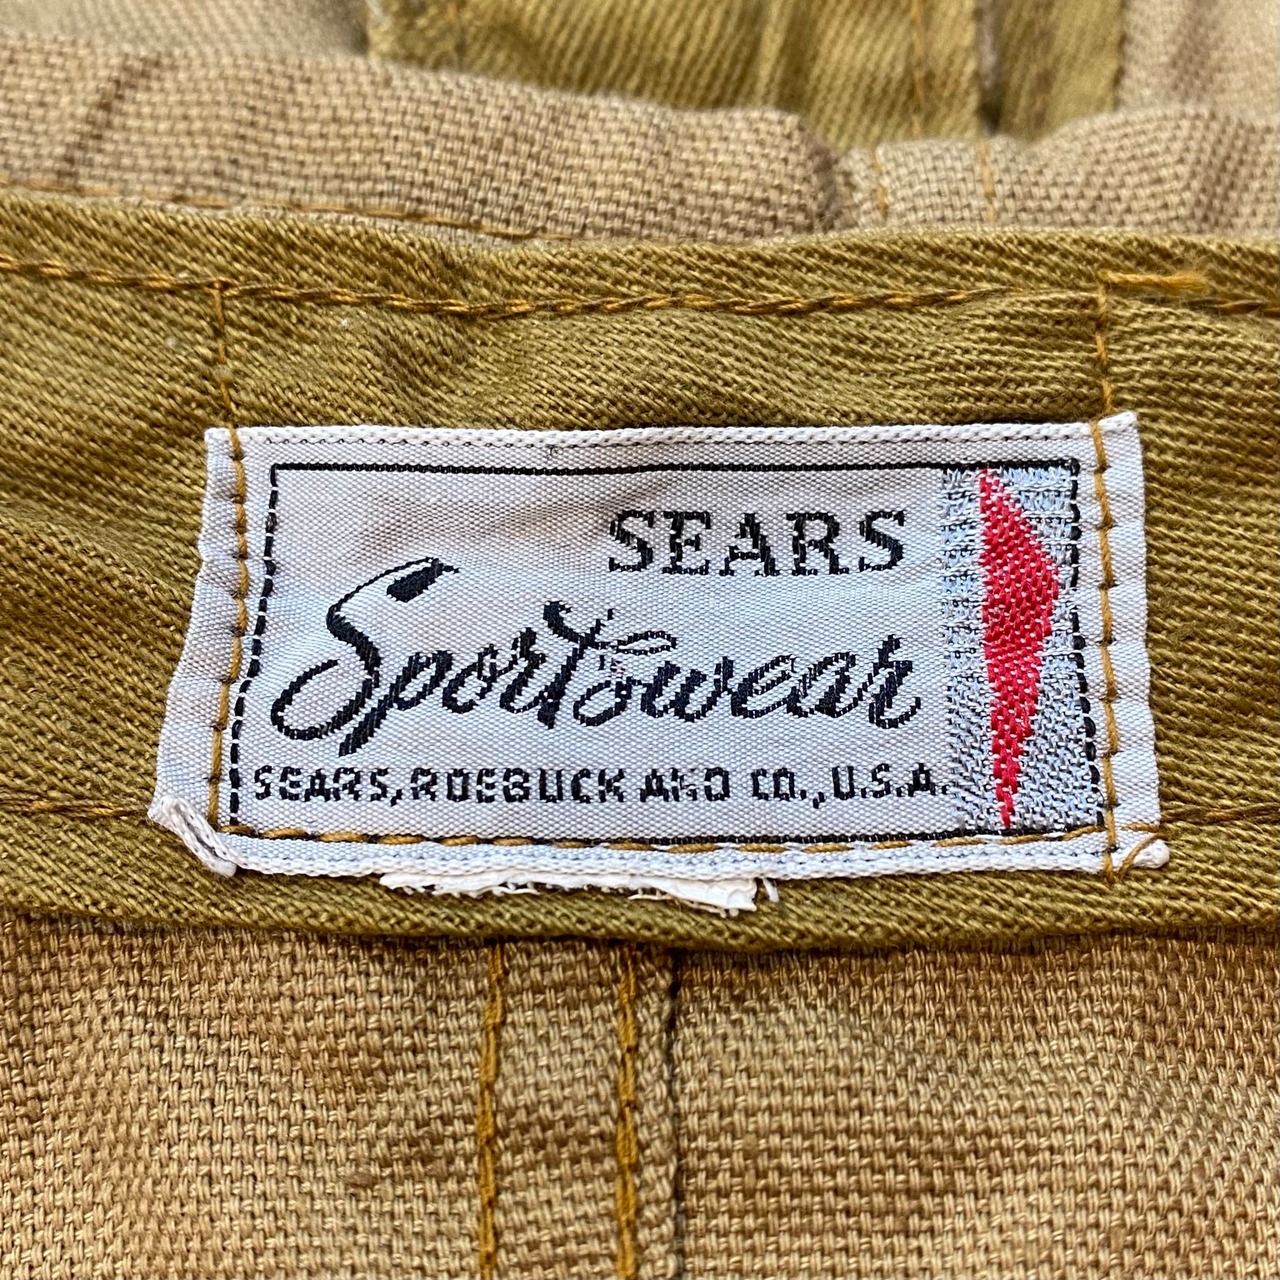 SEARS
Sportswear
SEARS, ROEBUCK AND CO., U.S.A.